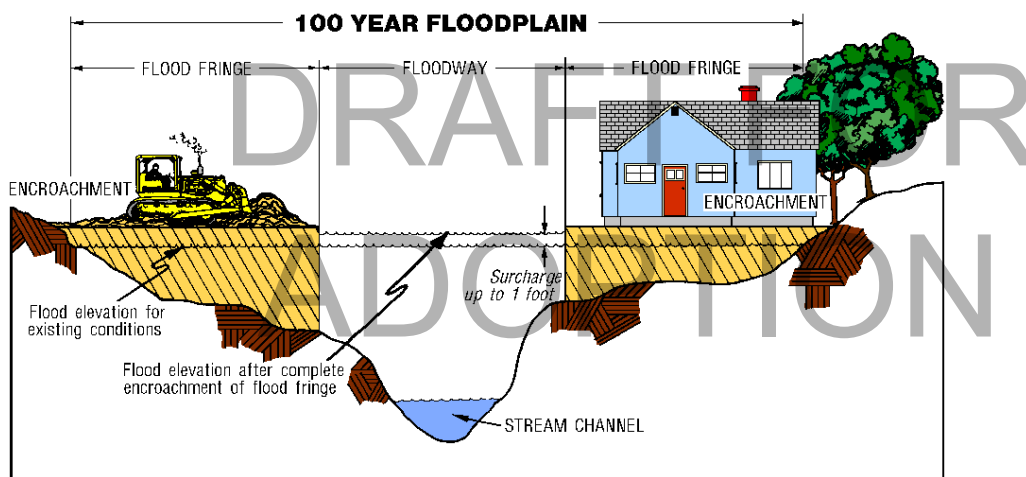 100 YEAR FLOODPLAIN
FLOOD FRINGE
FLOODWAY
FLOOD FRINGE
DRAFT FOR
ENCROACHMENT
ENCROACHMENT
ADOPTION
Surcharge
up to 1 foot
Flood elevation for
existing conditions
Flood elevation after complete
encroachment of flood fringe
STREAM CHANNEL